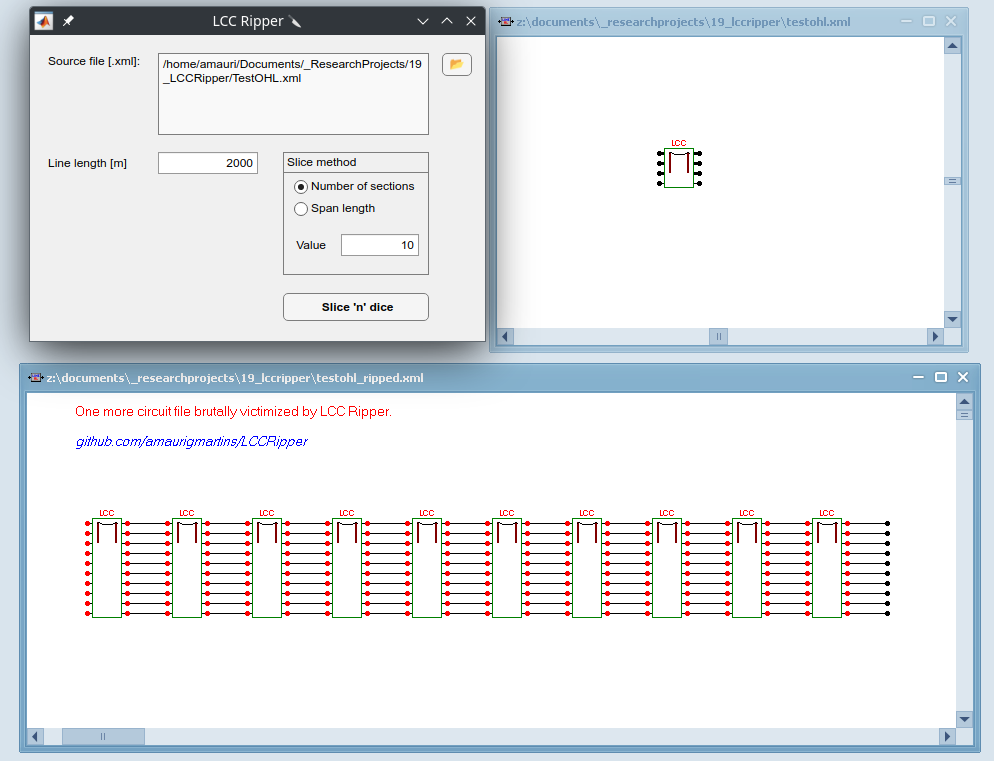 LCC Ripper
Source file [.xml]:
/home/amauri/Documents/_ResearchProjects/19
_LCCRipper/TestOHL.xml
Line length [m]
2000
Slice method
Number of sections
Span length
Value
10
Slice 'n' dice
z:\documents\_researchprojects\19_lccripper\testohl.xml
LCC
z:\documents\_researchprojects\19_lccripper\testohl_ripped.xml
One more circuit file brutally victimized by LCC Ripper.
github.com/amaurigmartins/LCCRipper
LCC LCC LCC LCC LCC LCC LCC LCC LCC LCC